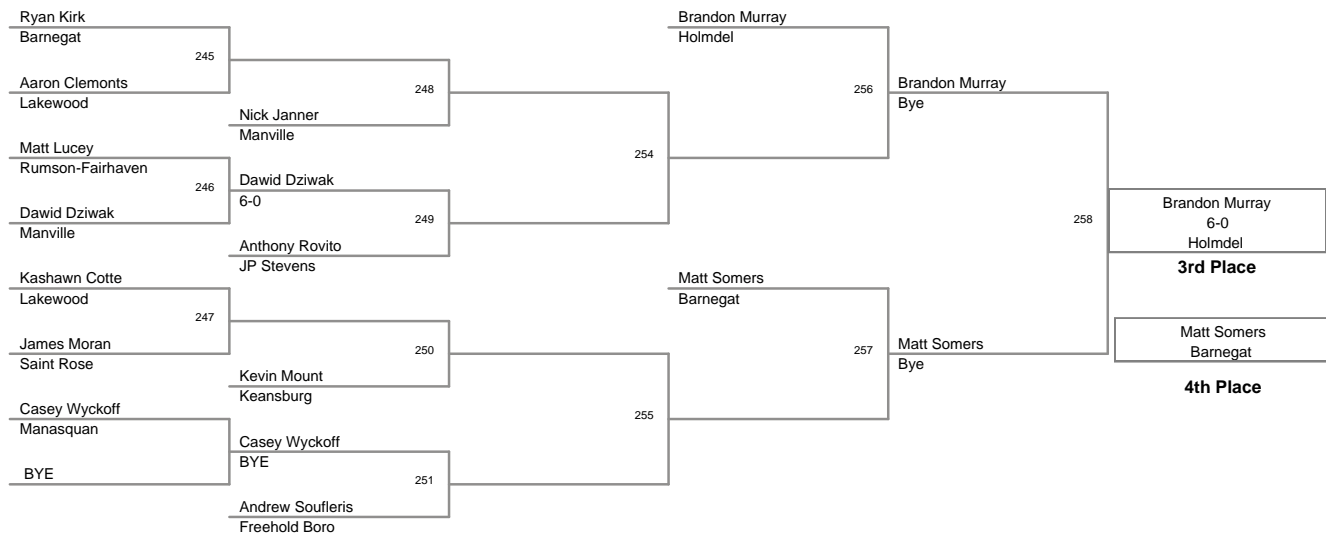 Ryan Kirk
Barnegat
245
Aaron Clemonts
Lakewood
248
Nick Janner
Manville
Matt Lucey
Rumson-Fairhaven
246
Dawid Dziwak
6-0
Dawid Dziwak
Manville
249
Anthony Rovito
JP Stevens
254
Kashawn Cotte
Lakewood
247
James Moran
Saint Rose
250
Kevin Mount
Keansburg
Casey Wyckoff
Manasquan
Casey Wyckoff
BYE
BYE
251
Andrew Soufleris
Freehold Boro
255
Brandon Murray
Holmdel
256
Brandon Murray
Bye
Matt Somers
Barnegat
257
Matt Somers
Bye
258
Brandon Murray
6-0
Holmdel
3rd Place
Matt Somers
Barnegat
4th Place